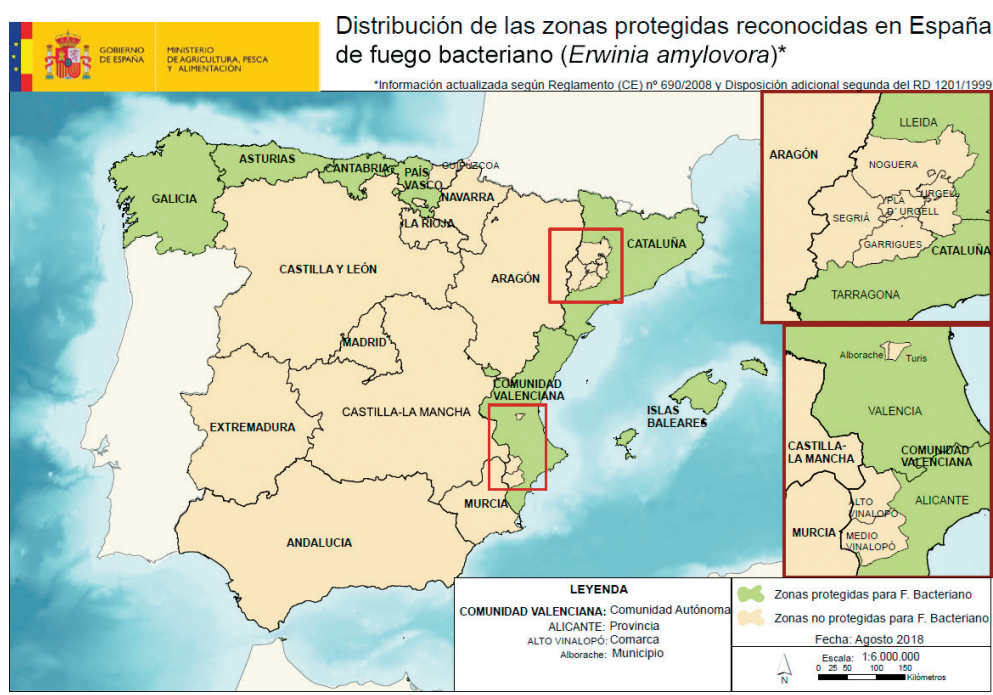 GOBIERNO
DE ESPAÑA
MINISTERIO
DE AGRICULTURA, PESCA
Y ALIMENTACIÓN
Distribución de las zonas protegidas reconocidas en España
de fuego bacteriano (Erwinia amylovora)*
*Información actualizada según Reglamento (CE) nº 690/2008 y Disposición adicional segunda del RD 1201/1999
GALICIA
ASTURIAS
CANTABRIA
PAÍS
VASCO
GUIPÚZCOA
NAVARRA
LA RIOJA
CASTILLA Y LEÓN
ARAGÓN
CATALUÑA
MADRID
COMUNIDAD
VALENCIANA
CASTILLA-LA MANCHA
EXTREMADURA
ISLAS
BALEARES
MURCIA
ANDALUCIA
LLEIDA
ARAGÓN
NOGUERA
URGELL
PLA
D' URGELL
SEGRIÁ
GARRIGUES
CATALUÑA
TARRAGONA
Alborache
Turis
VALENCIA
CASTILLA-
LA MANCHA
COMUNIDAD
VALENCIANA
ALTO
VINALOPÓ
ALICANTE
MURCIA
MEDIO
VINALOPÓ
LEYENDA
COMUNIDAD VALENCIANA: Comunidad Autónoma
ALICANTE: Provincia
ALTO VINALOPÓ: Comarca
Alborache: Municipio
Zonas protegidas para F. Bacteriano
Zonas no protegidas para F. Bacteriano
Fecha: Agosto 2018
N
Escala: 1:6.000.000
0 25 50 100 150
Kilómetros